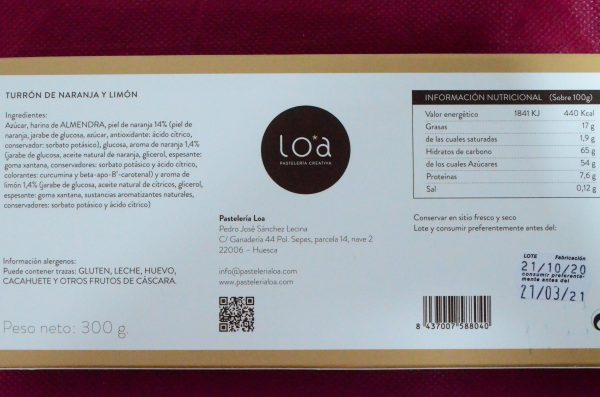 TURRÓN DE NARANJA Y LIMÓN
Ingredientes:
Azúcar, harina de ALMENDRA, piel de naranja 14% (piel de
naranja, jarabe de glucosa, azúcar, antioxidante: ácido cítrico,
conservador: sorbato potásico), glucosa, aroma de naranja 1,4%
(jarabe de glucosa, aceite natural de naranja, glicerol, espesante:
goma xantana, conservadores: sorbato potásico y ácido cítrico,
colorantes: curcumina y beta-apo-8'-carotenal) y aroma de
limón 1,4% (jarabe de glucosa, aceite natural de cítricos, glicerol,
espesante: goma xantana, sustancias aromatizantes naturales,
conservadores: sorbato potásico y ácido cítrico)
Información alergenos:
Puede contener trazas: GLUTEN, LECHE, HUEVO,
CACAHUETE Y OTROS FRUTOS DE CÁSCARA.
Peso neto: 300 g.
loa
PASTELERÍA CREATIVA
Pastelería Loa
Pedro José Sánchez Lecina
C/ Ganadería 44 Pol. Sepes, parcela 14, nave 2
22006 – Huesca
info@pastelerialoa.com
www.pastelerialoa.com
INFORMACIÓN NUTRICIONAL (Sobre 100g)
Valor energético 1841 KJ 440 Kcal
Grasas 17 g
de las cuales saturadas 1,9 g
Hidratos de carbono 65 g
de los cuales Azúcares 54 g
Proteínas 7,6 g
Sal 0,12 g
Conservar en sitio fresco y seco
Lote y consumir preferentemente antes del:
LOTE Fabricación
21/10/20
consumir preferente-
mente antes del
21/03/21
8 437007 588040